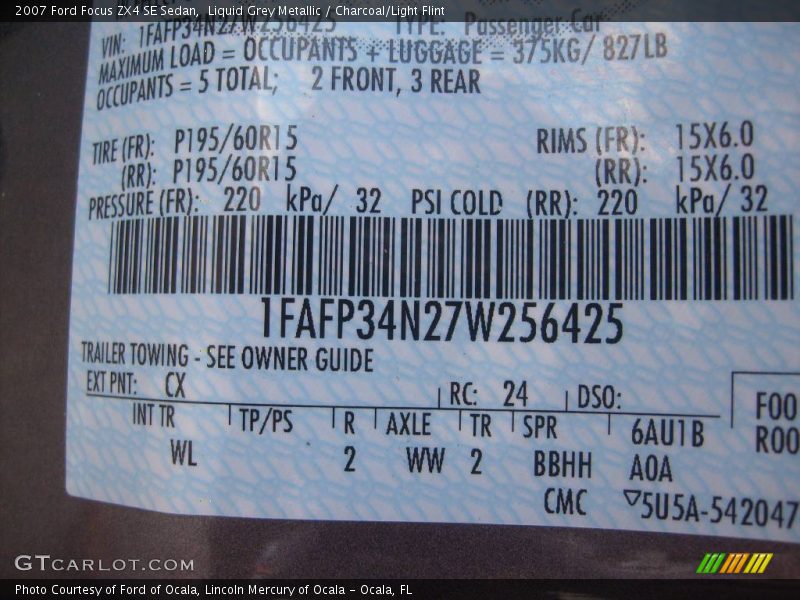 2007 Ford Focus ZX4 SE Sedan,  Liquid Grey Metallic / Charcoal/Light Flint
VIN: 1FAFP34N27W256425 TYPE: Passenger Car
MAXIMUM LOAD = OCCUPANTS + LUGGAGE = 375KG/ 827LB
OCCUPANTS = 5 TOTAL; 2 FRONT, 3 REAR
TIRE (FR): P195/60R15 RIMS (FR): 15X6.0
(RR): P195/60R15 (RR): 15X6.0
PRESSURE (FR): 220 kPa/ 32 PSI COLD (RR): 220 kPa/ 32
1FAFP34N27W256425
TRAILER TOWING - SEE OWNER GUIDE
EXT PNT: CX RC: 24 DSO:
F00
INT TR TP/PS R AXLE TR SPR 6AU1B R00
WL 2 WW 2 BBHH A0A
CMC ▽5U5A-542047
GTCARLOT.COM
Photo Courtesy of Ford of Ocala, Lincoln Mercury of Ocala – Ocala, FL